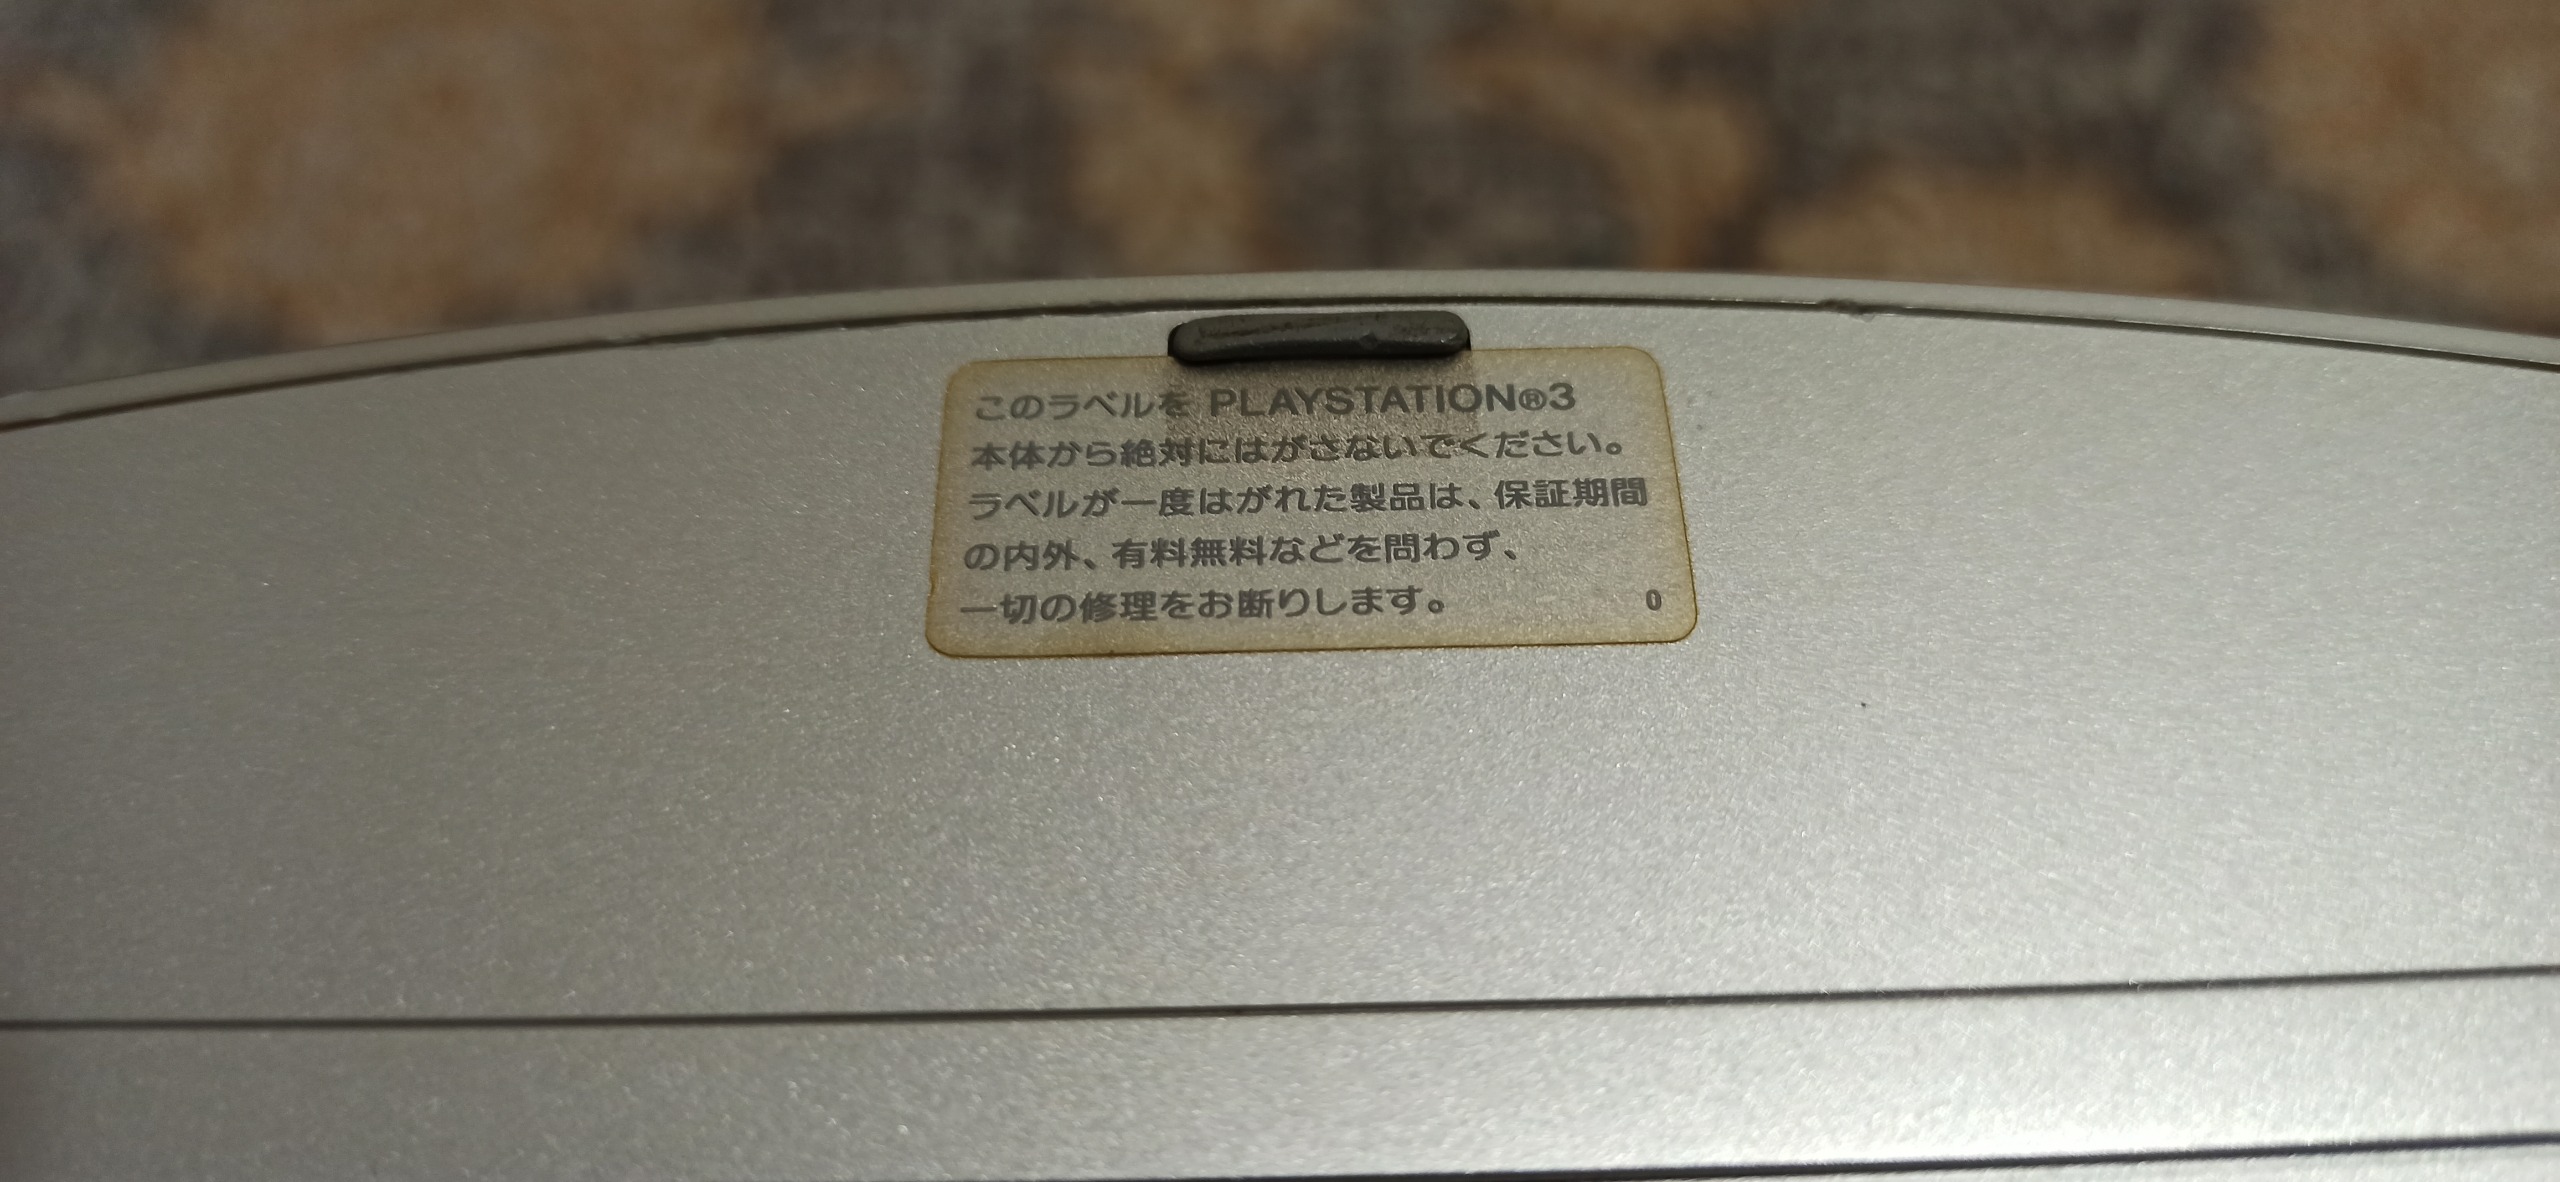 このラベルを PLAYSTATION®3
本体から絶対にはがさないでください。
ラベルが一度はがれた製品は、保証期間
の内外、有料無料などを問わず、
一切の修理をお断りします。 0